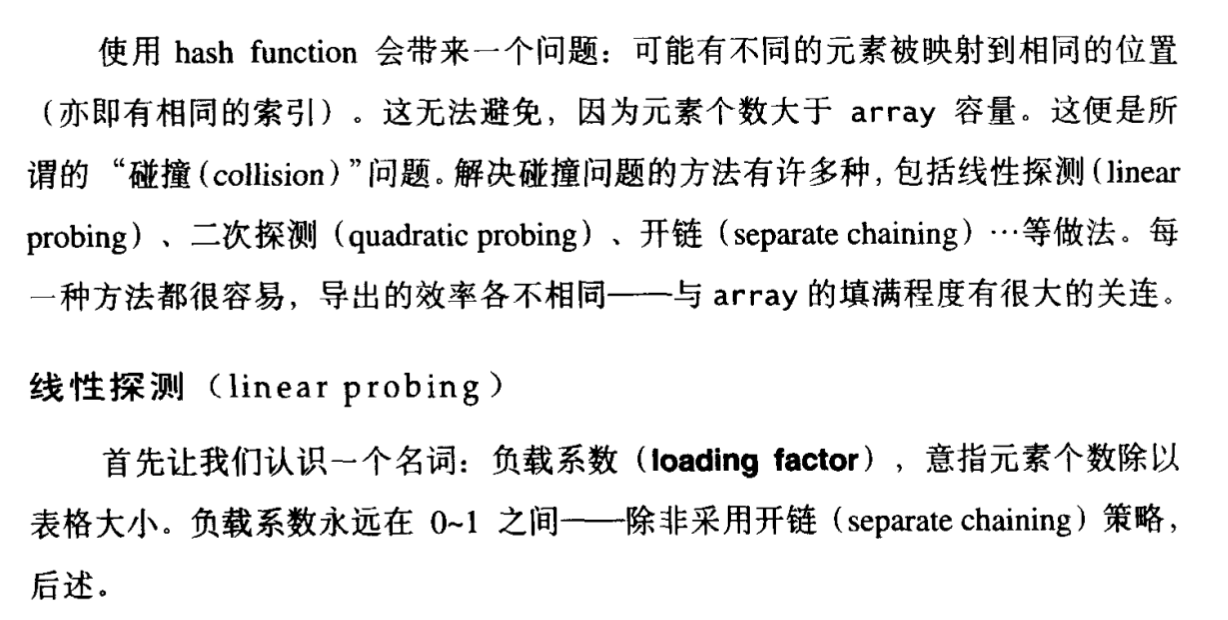 使用 hash function 会带来一个问题：可能有不同的元素被映射到相同的位置
（亦即有相同的索引）。这无法避免，因为元素个数大于 array 容量。这便是所
谓的 “碰撞（collision）”问题。解决碰撞问题的方法有许多种，包括线性探测（linear
probing）、二次探测（quadratic probing）、开链（separate chaining）…等做法。每
一种方法都很容易，导出的效率各不相同——与 array 的填满程度有很大的关连。
线性探测（linear probing）
首先让我们认识一个名词：负载系数（loading factor），意指元素个数除以
表格大小。负载系数永远在 0~1 之间——除非采用开链（separate chaining）策略，
后述。